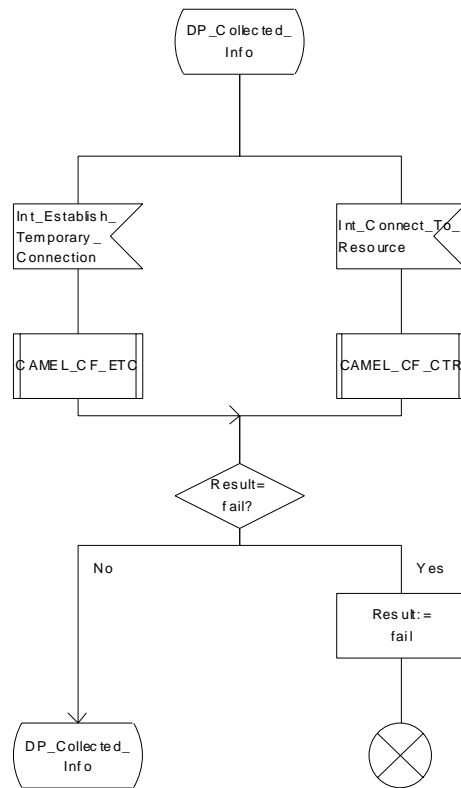 DP_Collected_
Info
Int_Establish_
Temporary_
Connection
Int_Connect_To_
Resource
CAMEL_CF_ETC
CAMEL_CF_CTR
Result=
fail?
No
Yes
Result:=
fail
DP_Collected_
Info